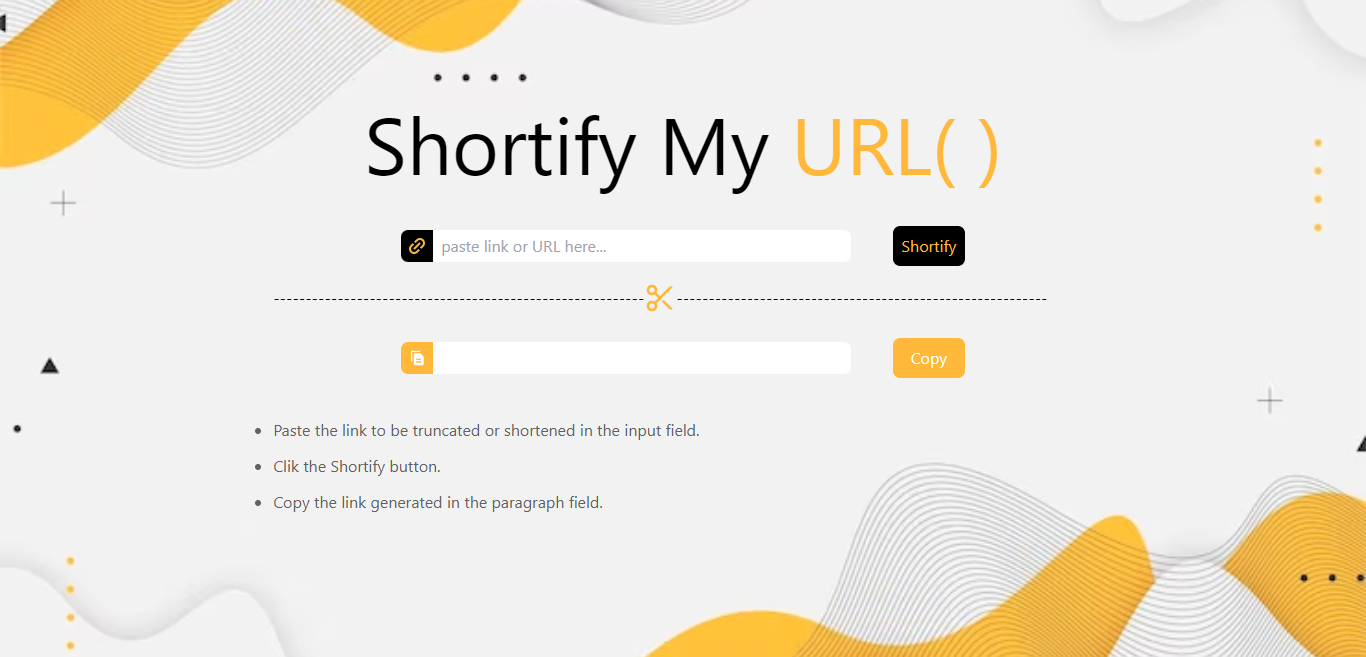 Shortify My URL( )
paste link or URL here...
Shortify
Copy
Paste the link to be truncated or shortened in the input field.
Clik the Shortify button.
Copy the link generated in the paragraph field.